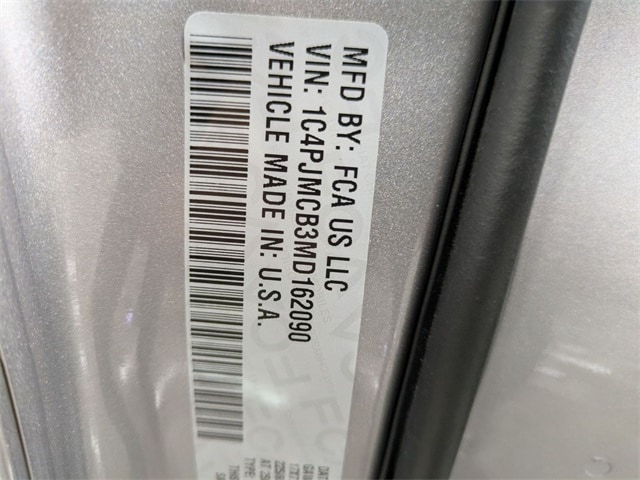 MFD BY: FCA US LLC
VIN: 1C4PJMCB3MD162090
VEHICLE MADE IN: U.S.A.